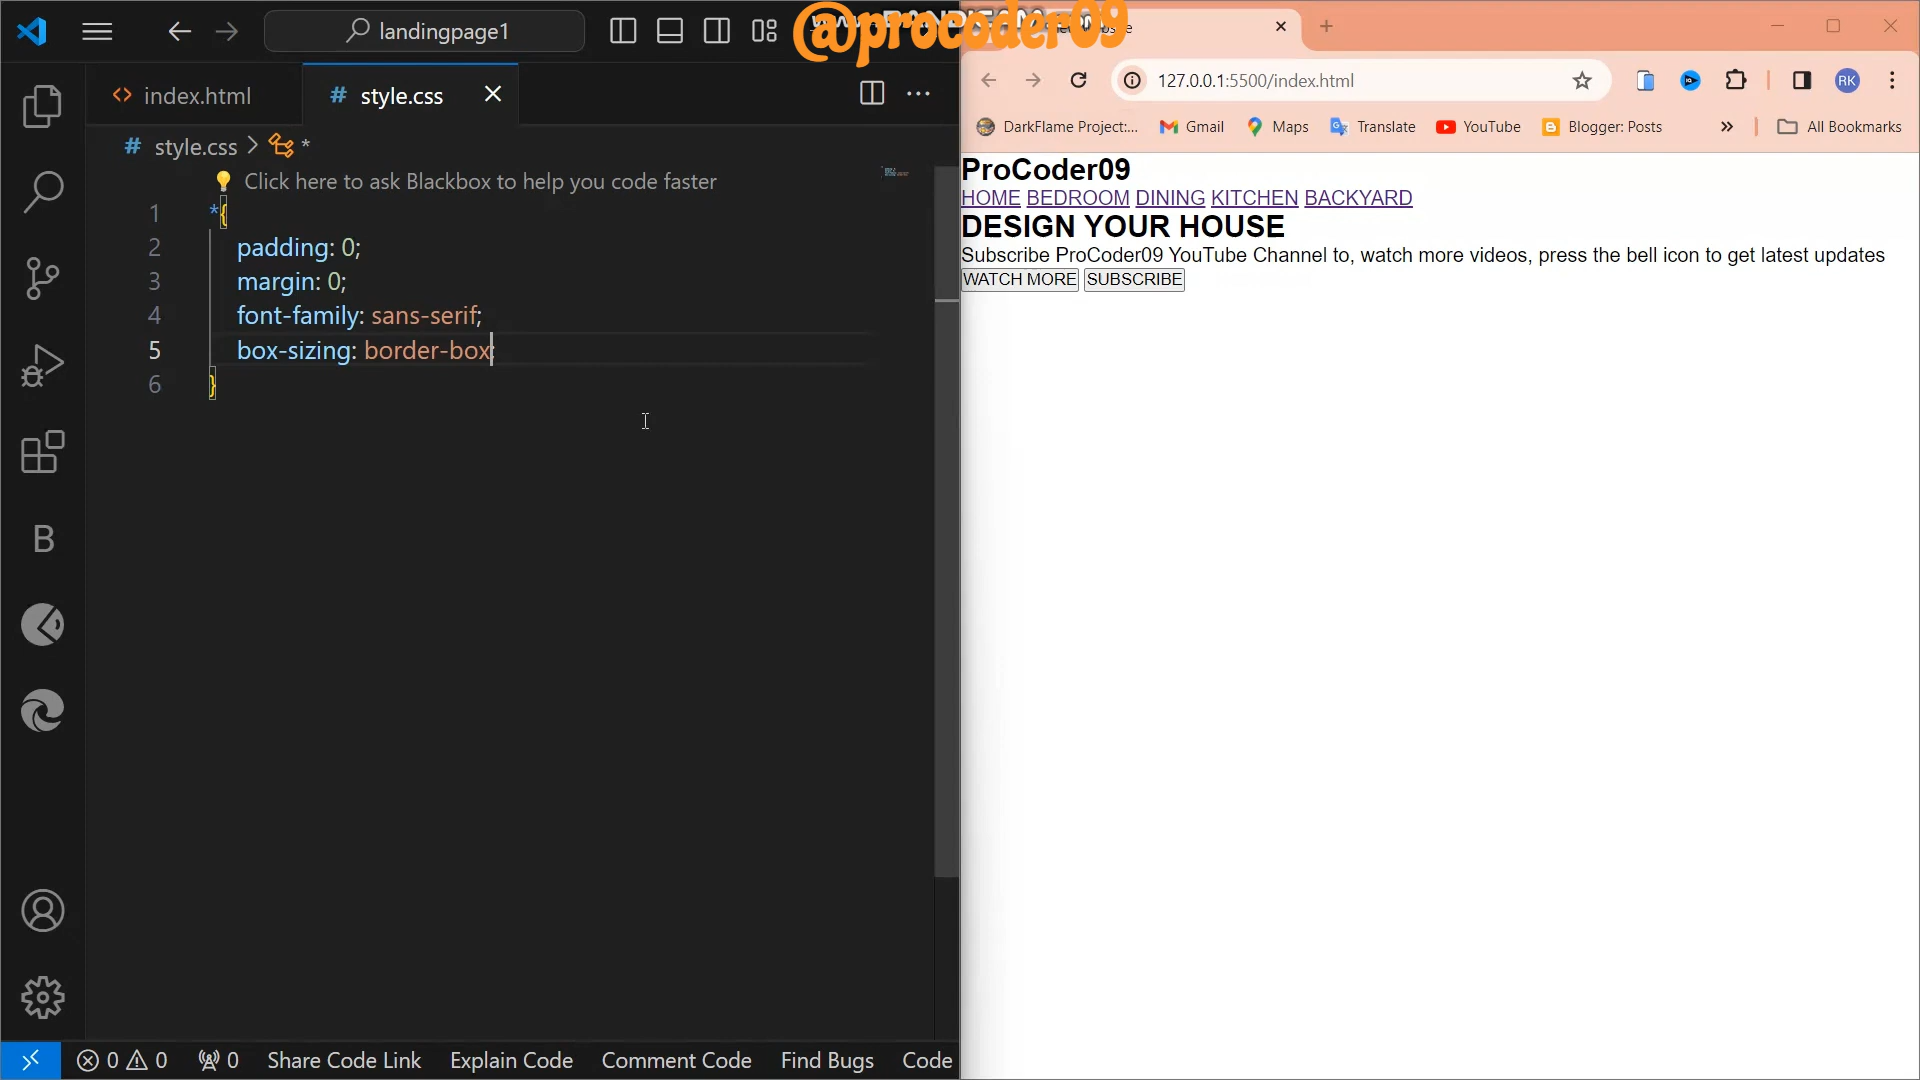 landingpage1
@procoder09
index.html
style.css
style.css > *
Click here to ask Blackbox to help you code faster
1 *{
2 padding: 0;
3 margin: 0;
4 font-family: sans-serif;
5 box-sizing: border-box;
6 }
B
0 0 0 Share Code Link Explain Code Comment Code Find Bugs Code
127.0.0.1:5500/index.html
RK
DarkFlame Project:... Gmail Maps Translate YouTube Blogger: Posts » All Bookmarks
ProCoder09
HOME BEDROOM DINING KITCHEN BACKYARD
DESIGN YOUR HOUSE
Subscribe ProCoder09 YouTube Channel to, watch more videos, press the bell icon to get latest updates
WATCH MORE SUBSCRIBE